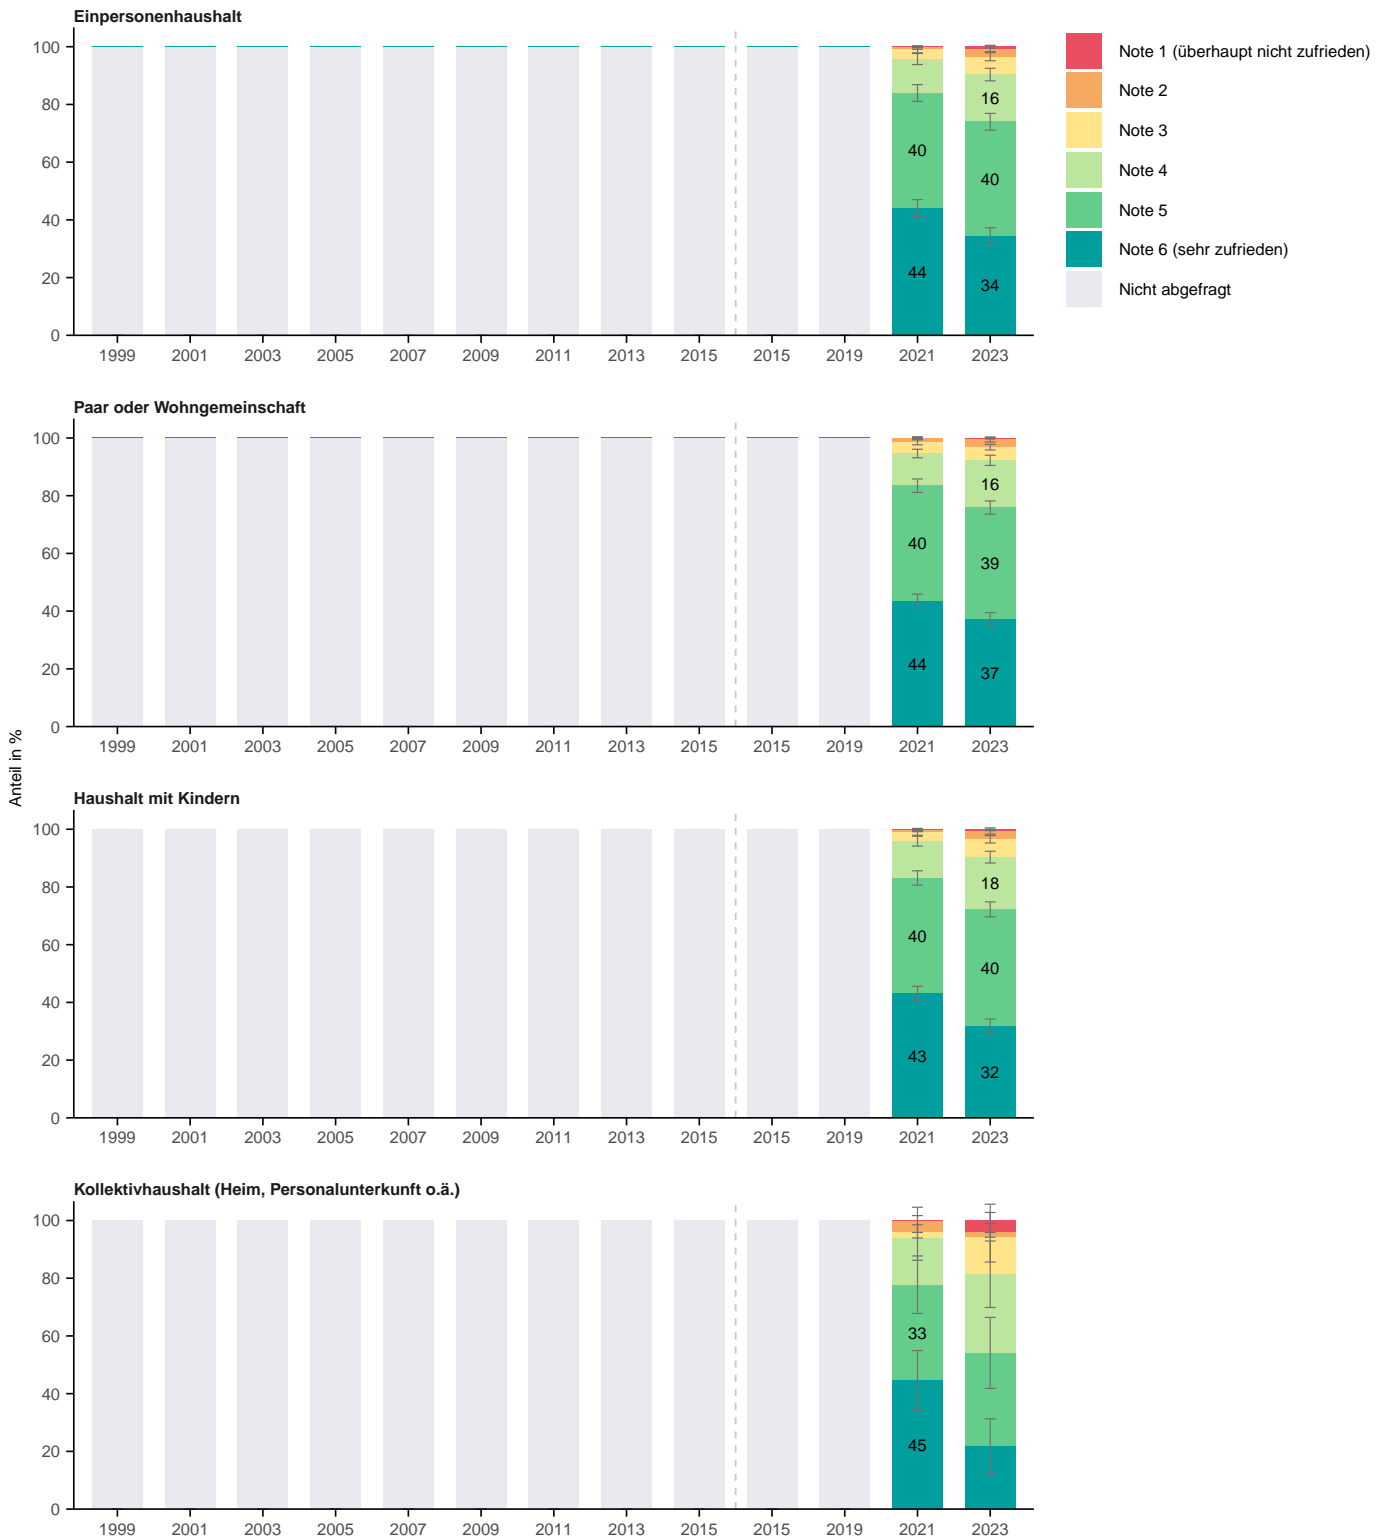 Einpersonenhaushalt
100
80
60
40
20
0
40
44
16
40
34
1999 2001 2003 2005 2007 2009 2011 2013 2015 2015 2019 2021 2023
Note 1 (überhaupt nicht zufrieden)
Note 2
Note 3
Note 4
Note 5
Note 6 (sehr zufrieden)
Nicht abgefragt
Paar oder Wohngemeinschaft
100
80
60
40
20
0
40
44
16
39
37
1999 2001 2003 2005 2007 2009 2011 2013 2015 2015 2019 2021 2023
Anteil in %
Haushalt mit Kindern
100
80
60
40
20
0
40
43
18
40
32
1999 2001 2003 2005 2007 2009 2011 2013 2015 2015 2019 2021 2023
Kollektivhaushalt (Heim, Personalunterkunft o.ä.)
100
80
60
40
20
0
33
45
1999 2001 2003 2005 2007 2009 2011 2013 2015 2015 2019 2021 2023